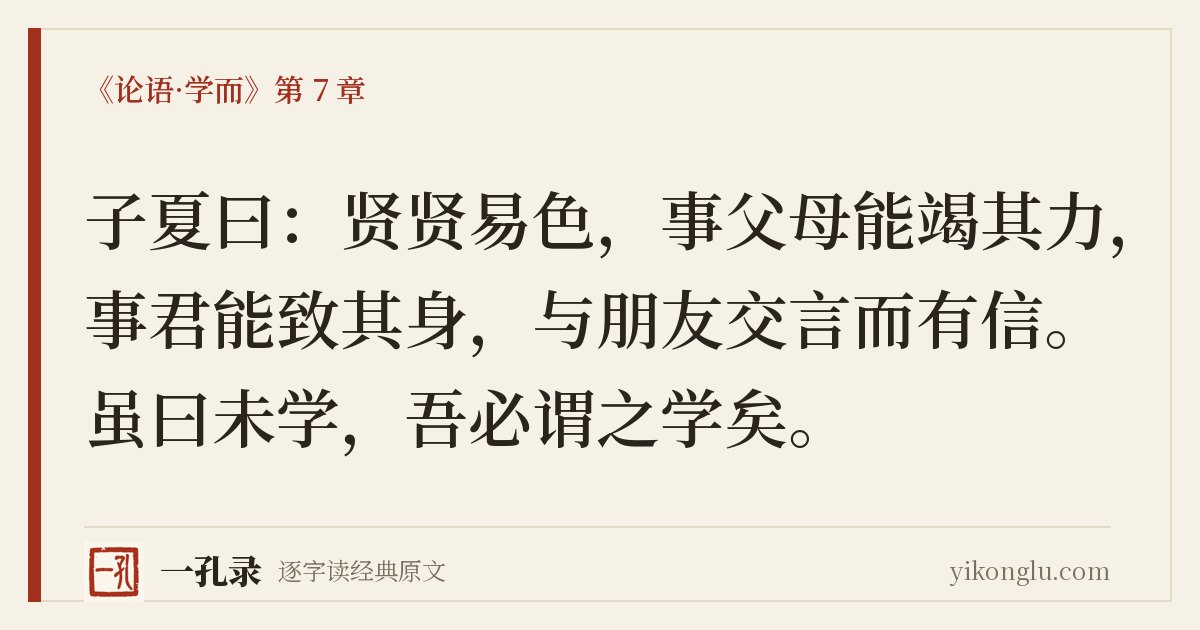 《论语·学而》第 7 章
子夏曰：贤贤易色，事父母能竭其力，
事君能致其身，与朋友交言而有信。
虽曰未学，吾必谓之学矣。
一孔
一孔录 逐字读经典原文 yikonglu.com